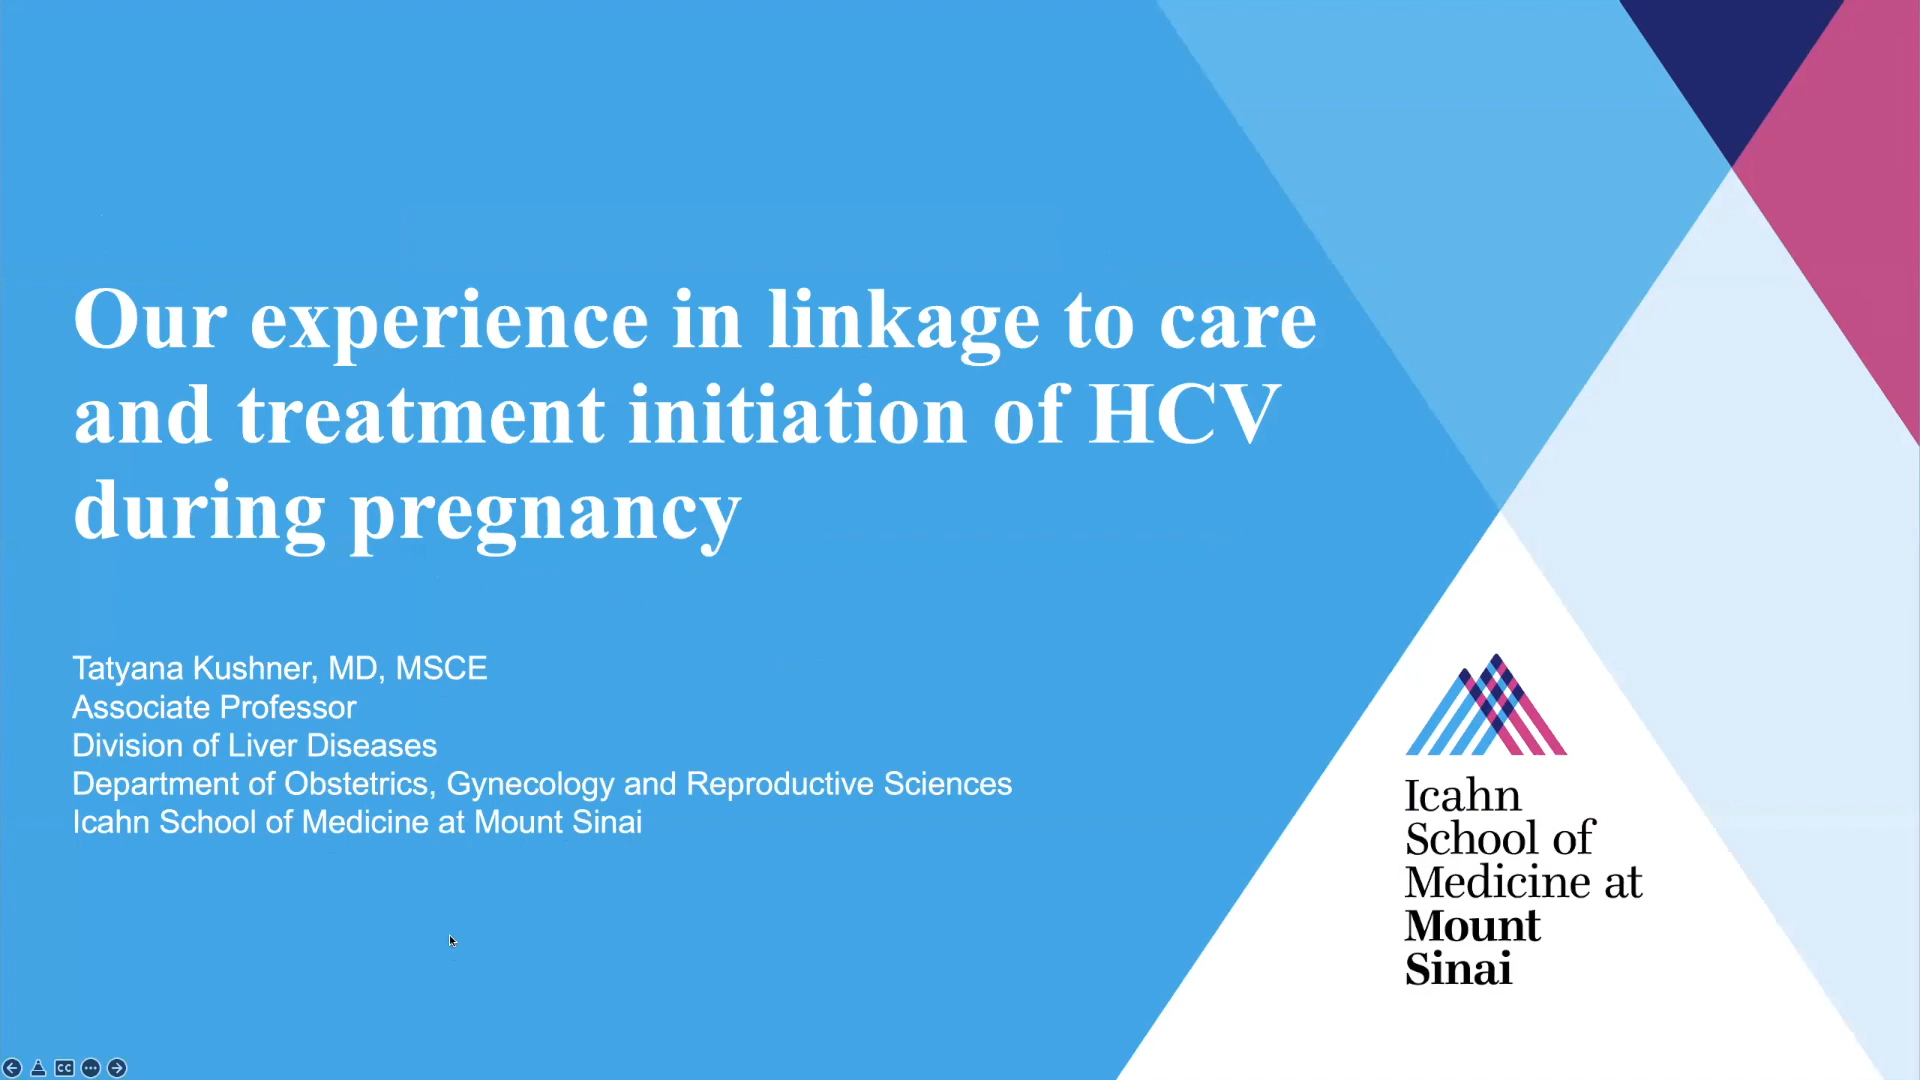 Our experience in linkage to care
and treatment initiation of HCV
during pregnancy
Tatyana Kushner, MD, MSCE
Associate Professor
Division of Liver Diseases
Department of Obstetrics, Gynecology and Reproductive Sciences
Icahn School of Medicine at Mount Sinai
Icahn
School of
Medicine at
Mount
Sinai
CC